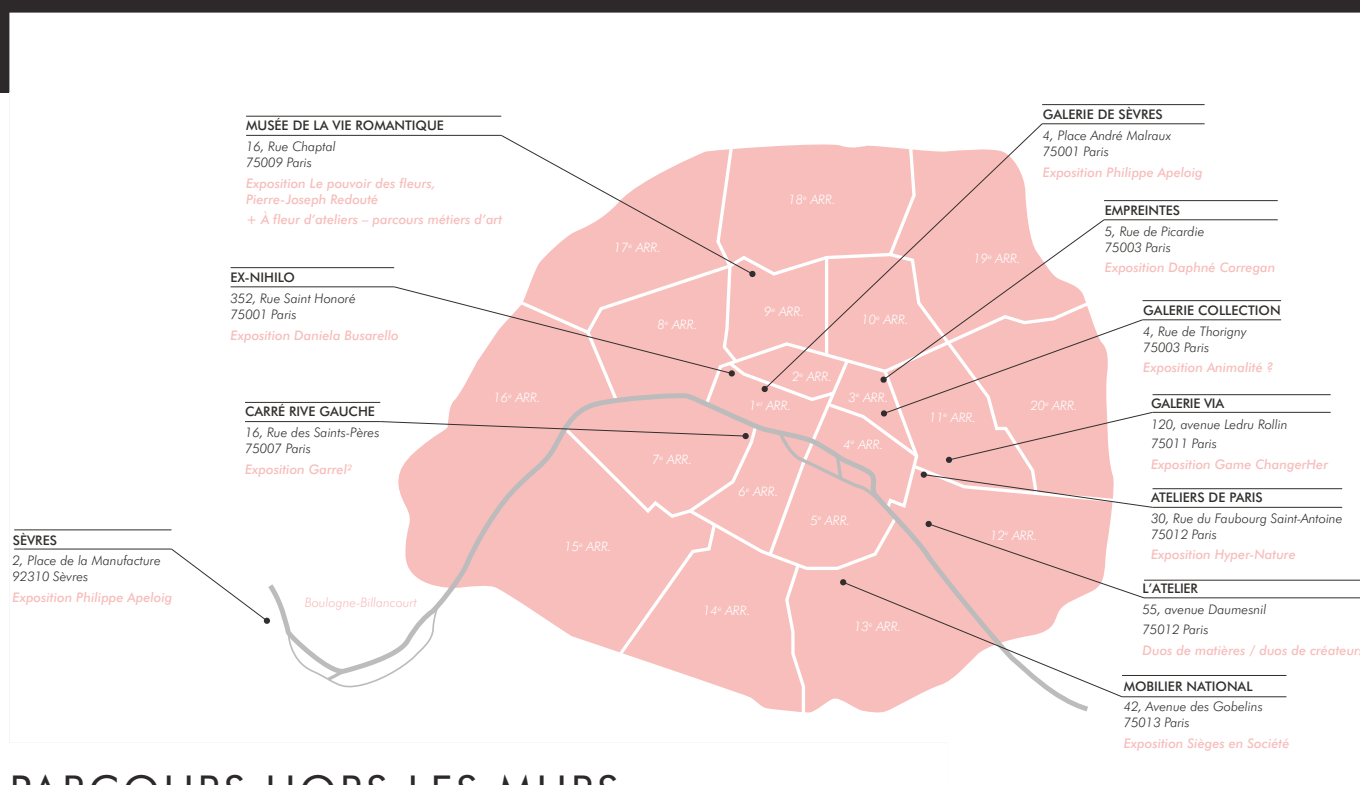 MUSÉE DE LA VIE ROMANTIQUE
16, Rue Chaptal
75009 Paris
Exposition Le pouvoir des fleurs,
Pierre-Joseph Redouté
+ À fleur d'ateliers – parcours métiers d'art
EX-NIHILO
352, Rue Saint Honoré
75001 Paris
Exposition Daniela Busarello
CARRÉ RIVE GAUCHE
16, Rue des Saints-Pères
75007 Paris
Exposition Garrel²
SÈVRES
2, Place de la Manufacture
92310 Sèvres
Exposition Philippe Apeloig
Boulogne-Billancourt
18e ARR.
17e ARR.
19e ARR.
9e ARR.
10e ARR.
8e ARR.
2e ARR.
16e ARR.
1er ARR.
3e ARR.
11e ARR.
20e ARR.
4e ARR.
7e ARR.
6e ARR.
5e ARR.
12e ARR.
15e ARR.
14e ARR.
13e ARR.
GALERIE DE SÈVRES
4, Place André Malraux
75001 Paris
Exposition Philippe Apeloig
EMPREINTES
5, Rue de Picardie
75003 Paris
Exposition Daphné Corregan
GALERIE COLLECTION
4, Rue de Thorigny
75003 Paris
Exposition Animalité ?
GALERIE VIA
120, avenue Ledru Rollin
75011 Paris
Exposition Game ChangerHer
ATELIERS DE PARIS
30, Rue du Faubourg Saint-Antoine
75012 Paris
Exposition Hyper-Nature
L'ATELIER
55, avenue Daumesnil
75012 Paris
Duos de matières / duos de créateurs
MOBILIER NATIONAL
42, Avenue des Gobelins
75013 Paris
Exposition Sièges en Société
PARCOURS HORS LES MURS